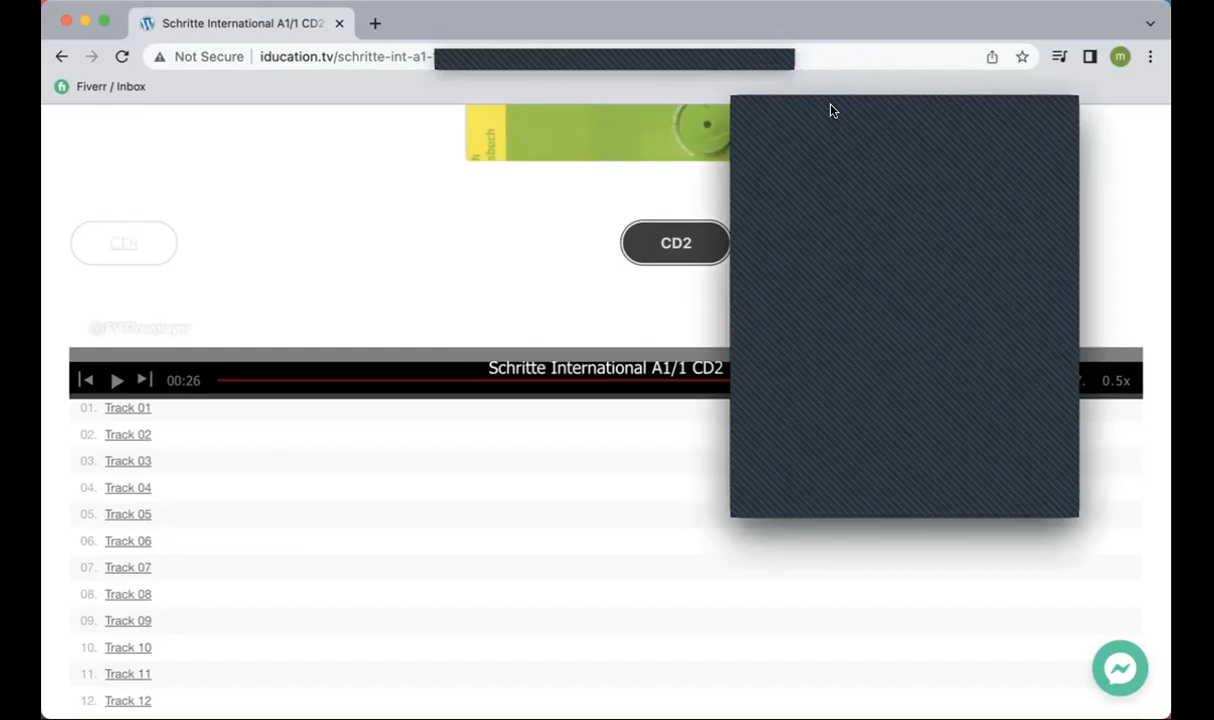 Schritte International A1/1 CD2
Not Secure
iducation.tv/schritte-int-a1-
m
Fiverr / Inbox
CD1
CD2
FV Flowplayer
Schritte International A1/1 CD2
00:26
0.5x
01. Track 01
02. Track 02
03. Track 03
04. Track 04
05. Track 05
06. Track 06
07. Track 07
08. Track 08
09. Track 09
10. Track 10
11. Track 11
12. Track 12